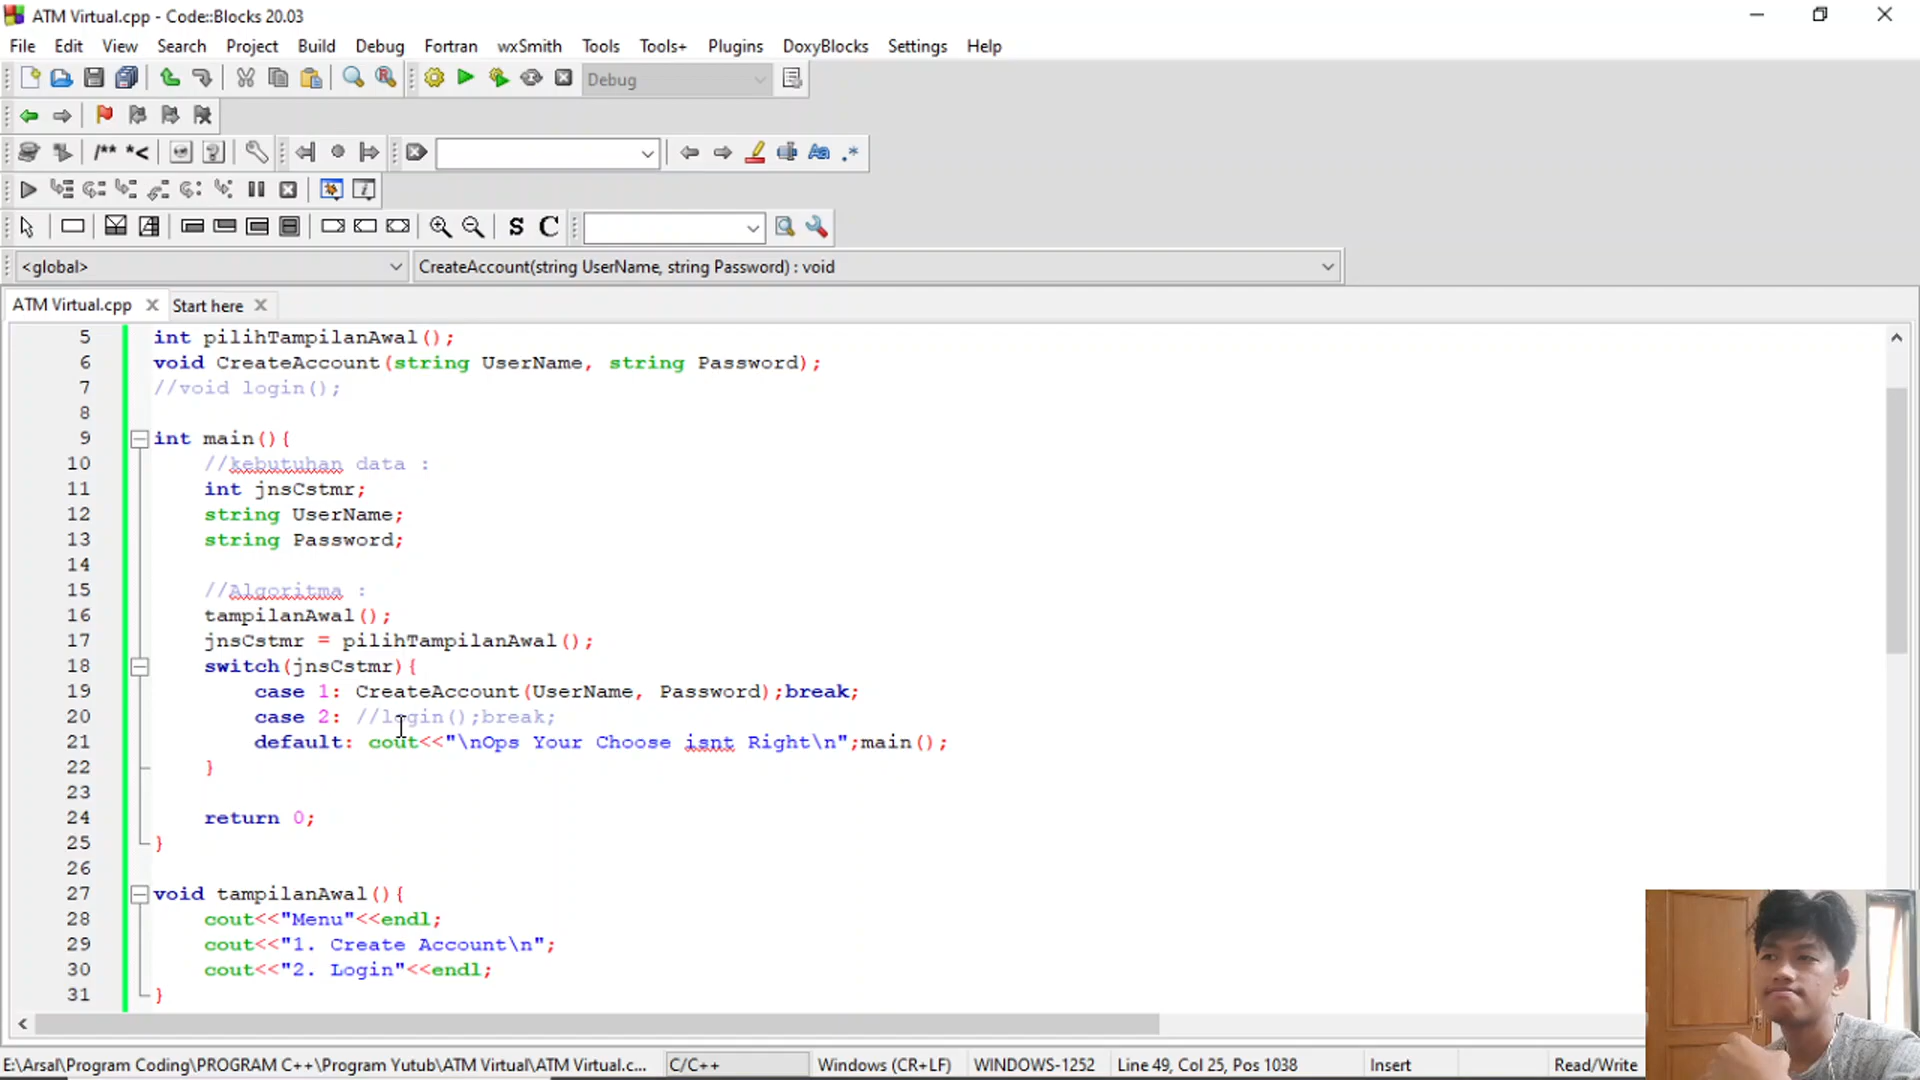 ATM Virtual.cpp - Code::Blocks 20.03
File Edit View Search Project Build Debug Fortran wxSmith Tools Tools+ Plugins DoxyBlocks Settings Help
Debug
/** *<
Aa .*
S C
<global> CreateAccount(string UserName, string Password) : void
ATM Virtual.cpp Start here
5 int pilihTampilanAwal();
6 void CreateAccount(string UserName, string Password);
7 //void login();
8
9 int main(){
10 //kebutuhan data :
11 int jnsCstmr;
12 string UserName;
13 string Password;
14
15 //Algoritma :
16 tampilanAwal();
17 jnsCstmr = pilihTampilanAwal();
18 switch(jnsCstmr){
19 case 1: CreateAccount(UserName, Password);break;
20 case 2: //login();break;
21 default: cout<<"\nOps Your Choose isnt Right\n";main();
22 }
23
24 return 0;
25 }
26
27 void tampilanAwal(){
28 cout<<"Menu"<<endl;
29 cout<<"1. Create Account\n";
30 cout<<"2. Login"<<endl;
31 }
E:\Arsal\Program Coding\PROGRAM C++\Program Yutub\ATM Virtual\ATM Virtual.c... C/C++ Windows (CR+LF) WINDOWS-1252 Line 49, Col 25, Pos 1038 Insert Read/Write